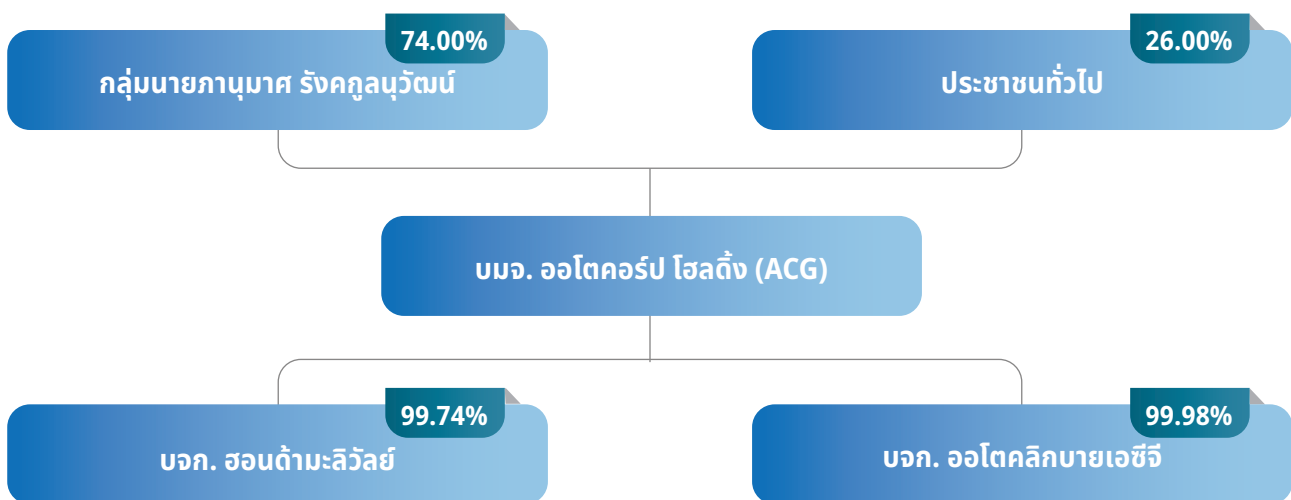 74.00%
กลุ่มนายภานุมาศ รังคกูลนุวัฒน์
26.00%
ประชาชนทั่วไป
บมจ. ออโตคอร์ป โฮลดิ้ง (ACG)
99.74%
บจก. ฮอนด้ามะลิวัลย์
99.98%
บจก. ออโตคลิกบายเอซีจี